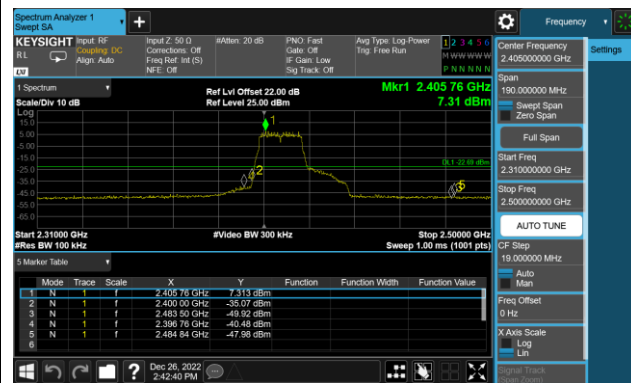 Spectrum Analyzer 1
Swept SA
Frequency
KEYSIGHT
RL
LXI
Input: RF
Coupling: DC
Align: Auto
Input Z: 50 Ω
Corrections: Off
Freq Ref: Int (S)
NFE: Off
#Atten: 20 dB
PNO: Fast
Gate: Off
IF Gain: Low
Sig Track: Off
Avg Type: Log-Power
Trig: Free Run
1 2 3 4 5 6
M W W W W W
P N N N N N
Center Frequency
2.405000000 GHz
Settings
Span
190.000000 MHz
Swept Span
Zero Span
Full Span
Start Freq
2.310000000 GHz
Stop Freq
2.500000000 GHz
AUTO TUNE
CF Step
19.000000 MHz
Auto
Man
Freq Offset
0 Hz
X Axis Scale
Log
Lin
Signal Track
(Span Zoom)
1 Spectrum
Scale/Div 10 dB
Ref Lvl Offset 22.00 dB
Ref Level 25.00 dBm
Mkr1 2.405 76 GHz
7.31 dBm
Log
15.0
5.00
-5.00
-15.0
-25.0
-35.0
-45.0
-55.0
-65.0
1
2
5
DL1 -22.69 dBm
Start 2.31000 GHz
#Res BW 100 kHz
#Video BW 300 kHz
Stop 2.50000 GHz
Sweep 1.00 ms (1001 pts)
5 Marker Table
Mode Trace Scale X Y Function Function Width Function Value
1 N 1 f 2.405 76 GHz 7.313 dBm
2 N 1 f 2.400 00 GHz -35.07 dBm
3 N 1 f 2.483 50 GHz -49.92 dBm
4 N 1 f 2.396 76 GHz -40.48 dBm
5 N 1 f 2.484 84 GHz -47.98 dBm
6
?
Dec 26, 2022
2:42:40 PM